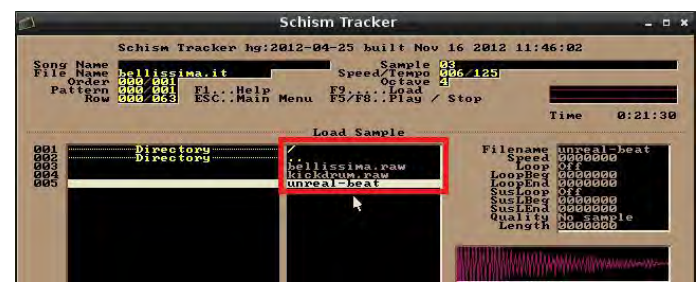 Schism Tracker
Schism Tracker hg:2012-04-25 built Nov 16 2012 11:46:02
Song Name Sample 03
File Name bellissima.it Speed/Tempo 006/125
Order 000/001 Octave 4
Pattern 000/001 F1...Help F9.....Load
Row 000/063 ESC..Main Menu F5/F8..Play / Stop
Time 0:21:30
Load Sample
001 Directory / Filename unreal-beat
002 Directory .. Speed 0000000
003 bellissima.raw Loop Off
004 kickdrum.raw LoopBeg 0000000
005 unreal-beat LoopEnd 0000000
SusLoop Off
SusLBeg 0000000
SusLEnd 0000000
Quality No sample
Length 0000000